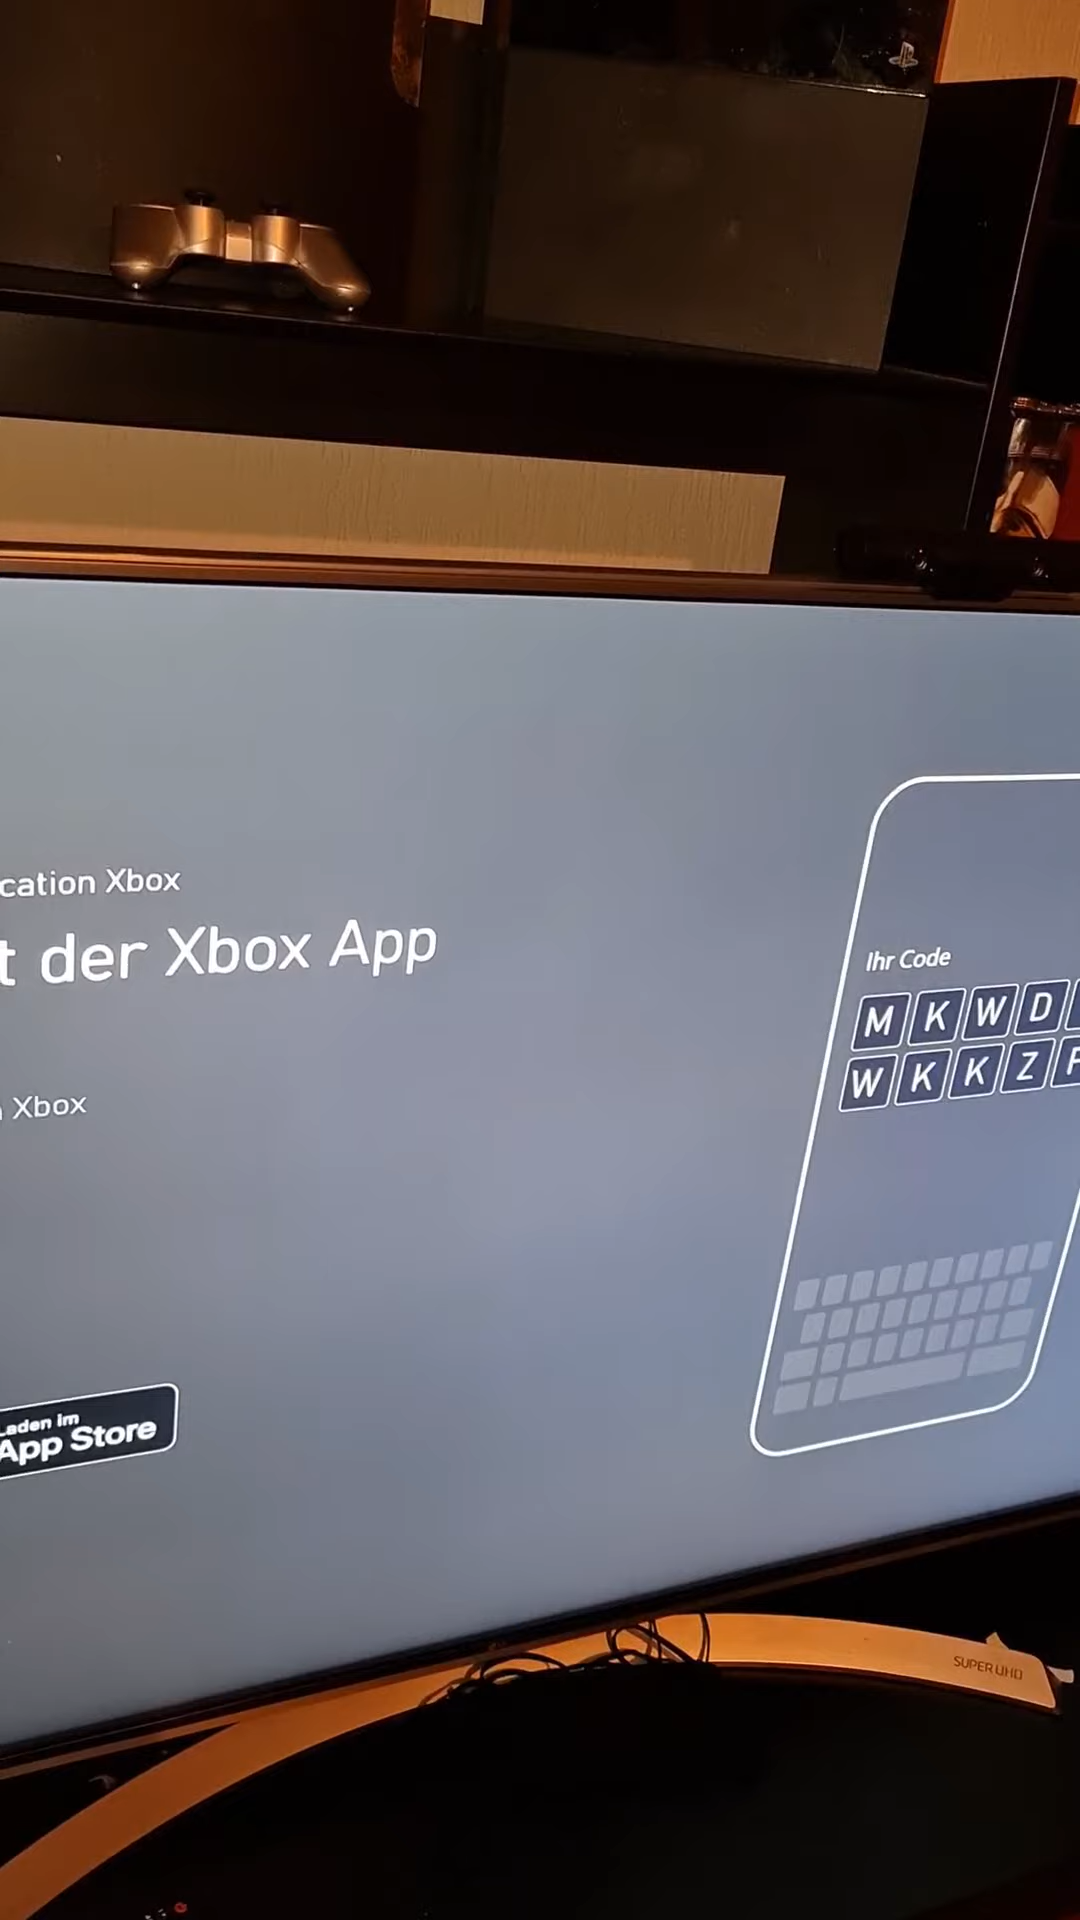 cation Xbox
t der Xbox App
Xbox
Laden im
App Store
Ihr Code
M K W D
W K K Z F
SUPER UHD